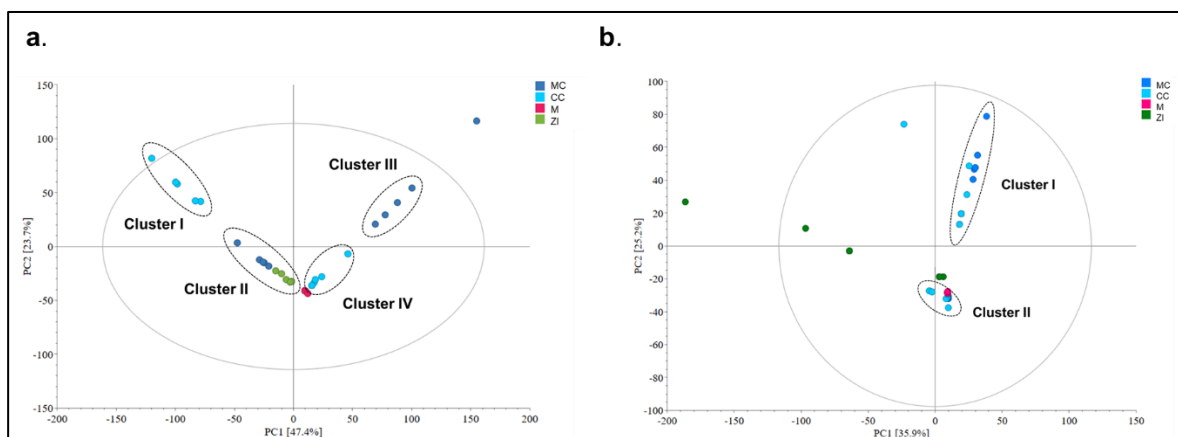 a.
MC
CC
M
ZI
150
100
50
0
-50
-100
-150
-200
-150
-100
-50
0
50
100
150
200
PC2 [23.7%]
PC1 [47.4%]
Cluster I
Cluster II
Cluster III
Cluster IV
b.
MC
CC
M
ZI
100
80
60
40
20
0
-20
-40
-60
-80
-100
-200
-150
-100
-50
0
50
100
150
PC2 [25.2%]
PC1 [35.9%]
Cluster I
Cluster II